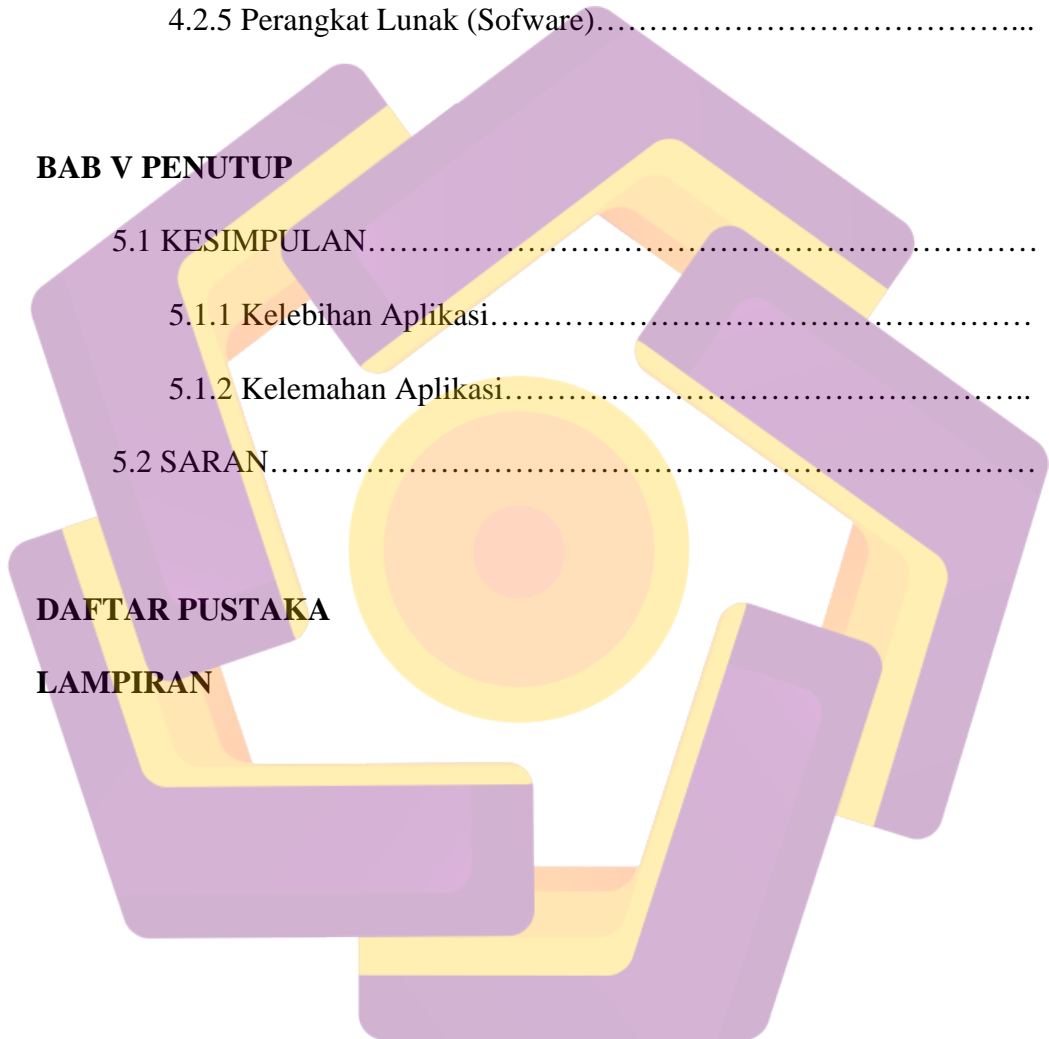 4.2.5 Perangkat Lunak (Sofware)…………………………………...
BAB V PENUTUP
5.1 KESIMPULAN………………………………………………………
5.1.1 Kelebihan Aplikasi……………………………………………
5.1.2 Kelemahan Aplikasi…………………………………………..
5.2 SARAN………………………………………………………………
DAFTAR PUSTAKA
LAMPIRAN